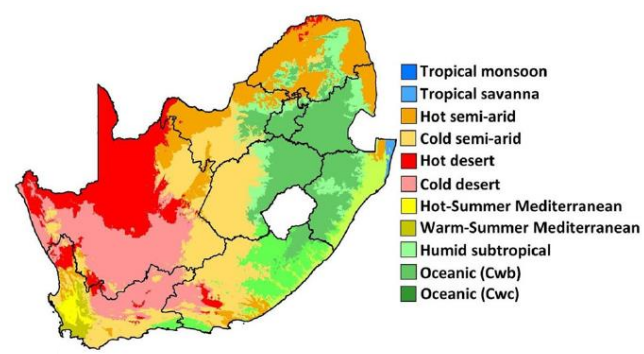 Tropical monsoon
Tropical savanna
Hot semi-arid
Cold semi-arid
Hot desert
Cold desert
Hot-Summer Mediterranean
Warm-Summer Mediterranean
Humid subtropical
Oceanic (Cwb)
Oceanic (Cwc)